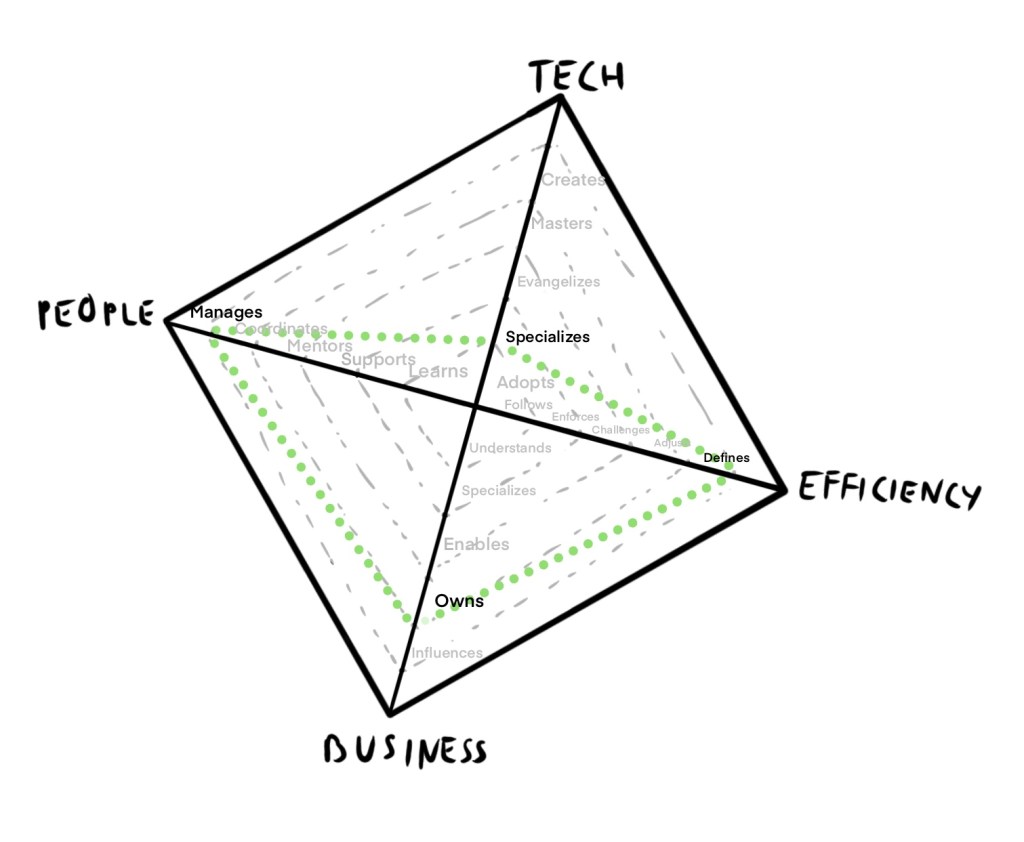 TECH
Creates
Masters
Evangelizes
PEOPLE
Manages
Coordinates
Mentors
Supports
Learns
Specializes
Adopts
Follows
Enforces
Challenges
Adjusts
Defines
EFFICIENCY
Understands
Specializes
Enables
Owns
Influences
BUSINESS